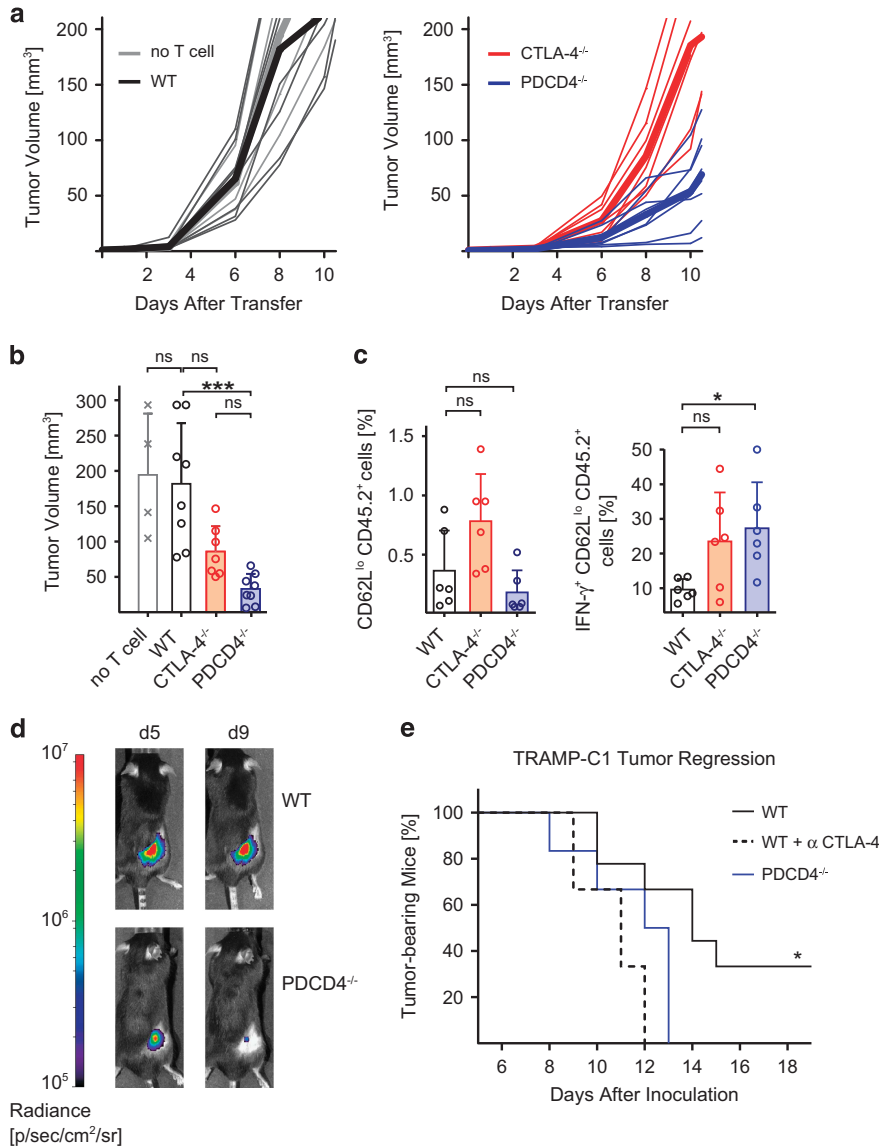 a
Tumor Volume [mm³]
200
150
100
50
no T cell
WT
2 4 6 8 10
Days After Transfer
Tumor Volume [mm³]
200
150
100
50
CTLA-4-/-
PDCD4-/-
2 4 6 8 10
Days After Transfer
b
ns ns
***
ns
Tumor Volume [mm³]
300
250
200
150
100
50
no T cell
WT
CTLA-4-/-
PDCD4-/-
c
ns
ns
CD62Lˡᵒ CD45.2⁺ cells [%]
1.5
1.0
0.5
WT
CTLA-4-/-
PDCD4-/-
*
ns
IFN-γ⁺ CD62Lˡᵒ CD45.2⁺
cells [%]
50
40
30
20
10
WT
CTLA-4-/-
PDCD4-/-
d
d5 d9
10⁷
10⁶
10⁵
WT
PDCD4-/-
Radiance
[p/sec/cm²/sr]
e
TRAMP-C1 Tumor Regression
Tumor-bearing Mice [%]
100
80
60
40
20
WT
WT + α CTLA-4
PDCD4-/-
*
6 8 10 12 14 16 18
Days After Inoculation